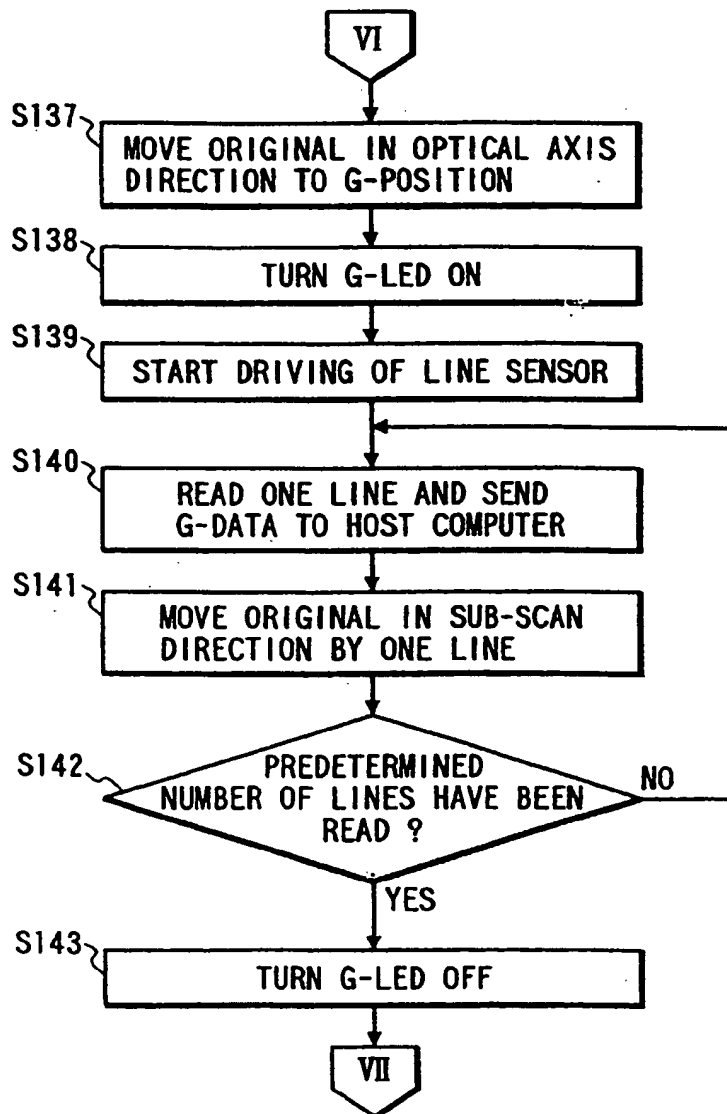 VI
S137
MOVE ORIGINAL IN OPTICAL AXIS
DIRECTION TO G-POSITION
S138
TURN G-LED ON
S139
START DRIVING OF LINE SENSOR
S140
READ ONE LINE AND SEND
G-DATA TO HOST COMPUTER
S141
MOVE ORIGINAL IN SUB-SCAN
DIRECTION BY ONE LINE
S142
PREDETERMINED
NUMBER OF LINES HAVE BEEN
READ ?
NO
YES
S143
TURN G-LED OFF
VII